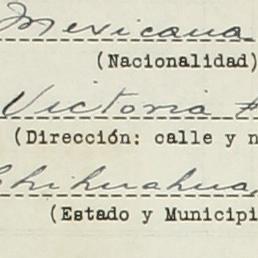 Mexicana
(Nacionalidad)
Victoria
(Dirección: calle y n
Chihuahua,
(Estado y Municipi